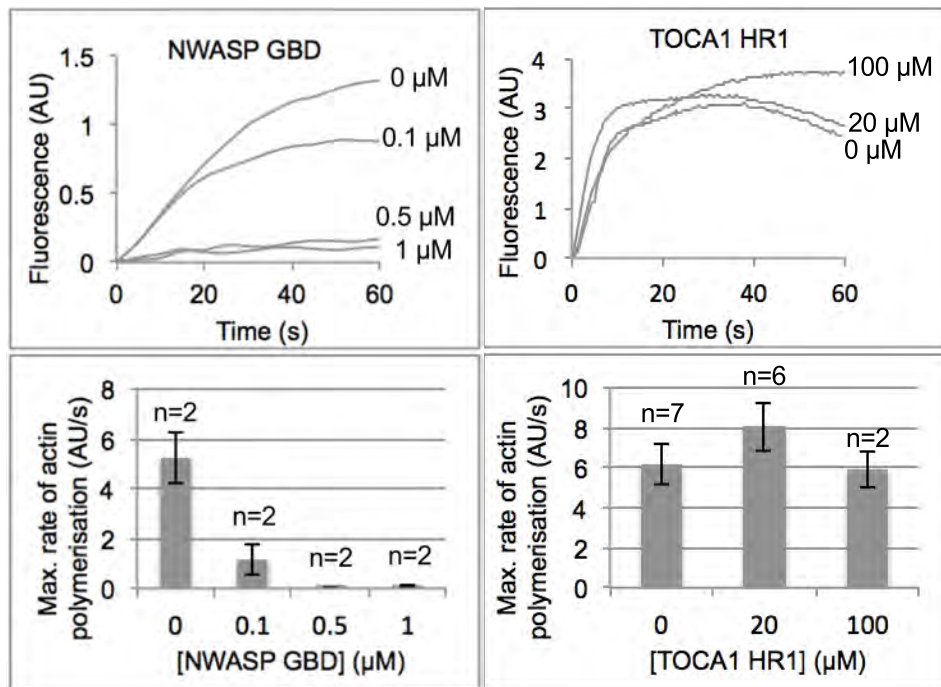 NWASP GBD
Fluorescence (AU)
1.5
1
0.5
0
0 µM
0.1 µM
0.5 µM
1 µM
0 20 40 60
Time (s)
TOCA1 HR1
Fluorescence (AU)
4
3
2
1
0
100 µM
20 µM
0 µM
0 20 40 60
Time (s)
Max. rate of actin
polymerisation (AU/s)
8
6
4
2
0
n=2
n=2
n=2
n=2
0 0.1 0.5 1
[NWASP GBD] (µM)
Max. rate of actin
polymerisation (AU/s)
10
8
6
4
2
0
n=7
n=6
n=2
0 20 100
[TOCA1 HR1] (µM)